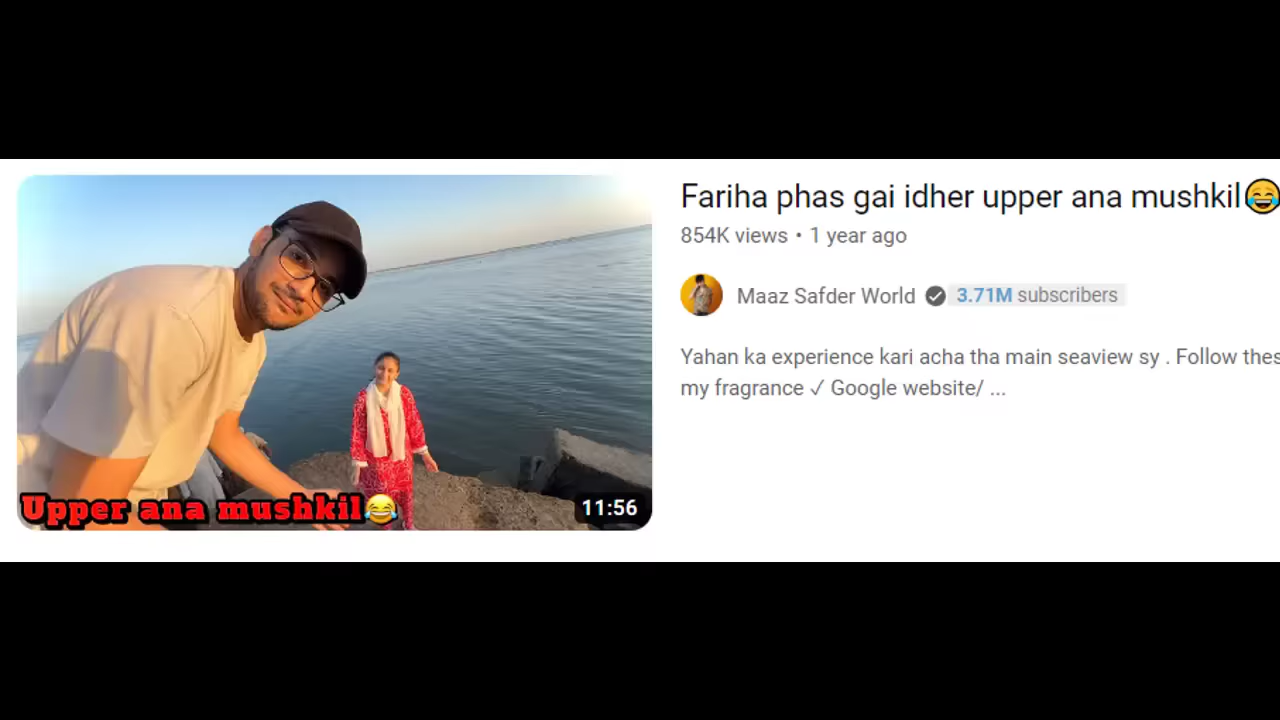 Fariha phas gai idher upper ana mushkil😂
854K views • 1 year ago
Maaz Safder World 3.71M subscribers
Yahan ka experience kari acha tha main seaview sy . Follow thes
my fragrance ✓ Google website/ ...
Upper ana mushkil😂
11:56